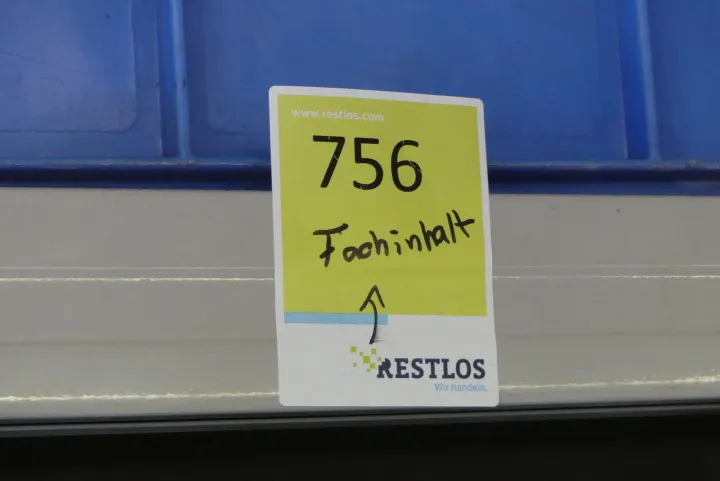 www.restlos.com
756
Fachinhalt
RESTLOS
Wir handeln.